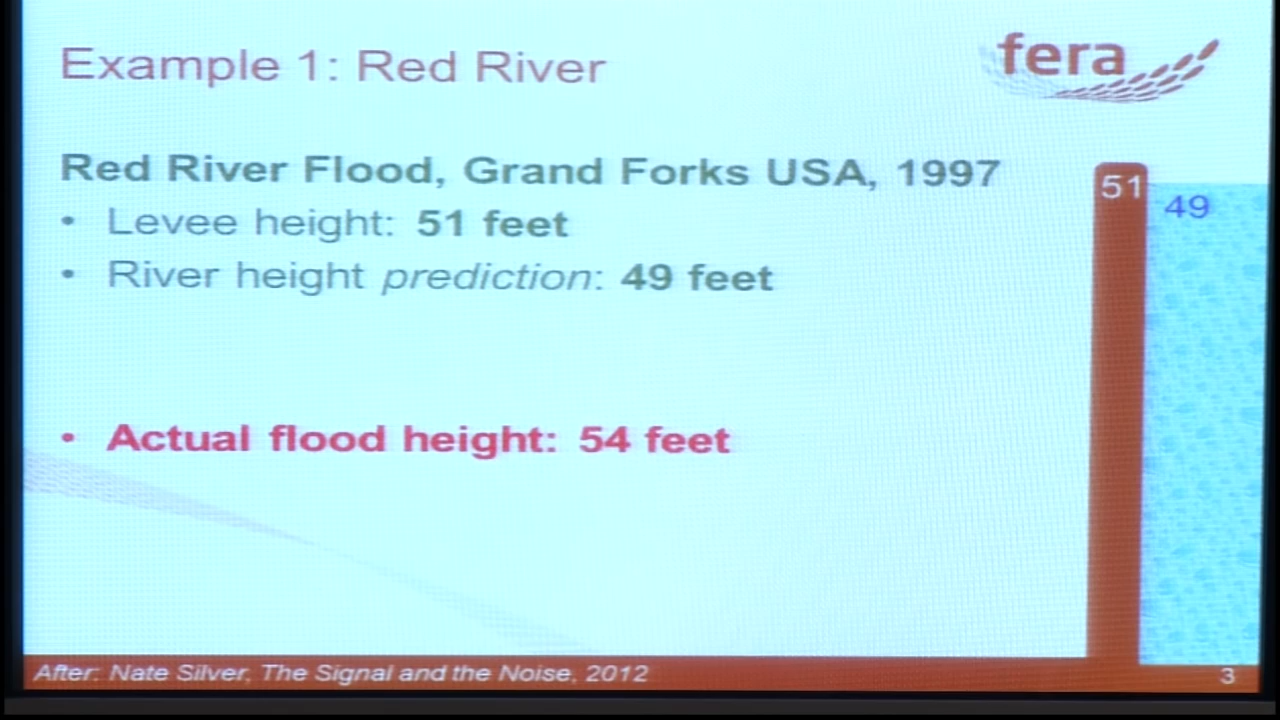 Example 1: Red River
fera
Red River Flood, Grand Forks USA, 1997
• Levee height: 51 feet
• River height prediction: 49 feet
• Actual flood height: 54 feet
51
49
After: Nate Silver, The Signal and the Noise, 2012
3